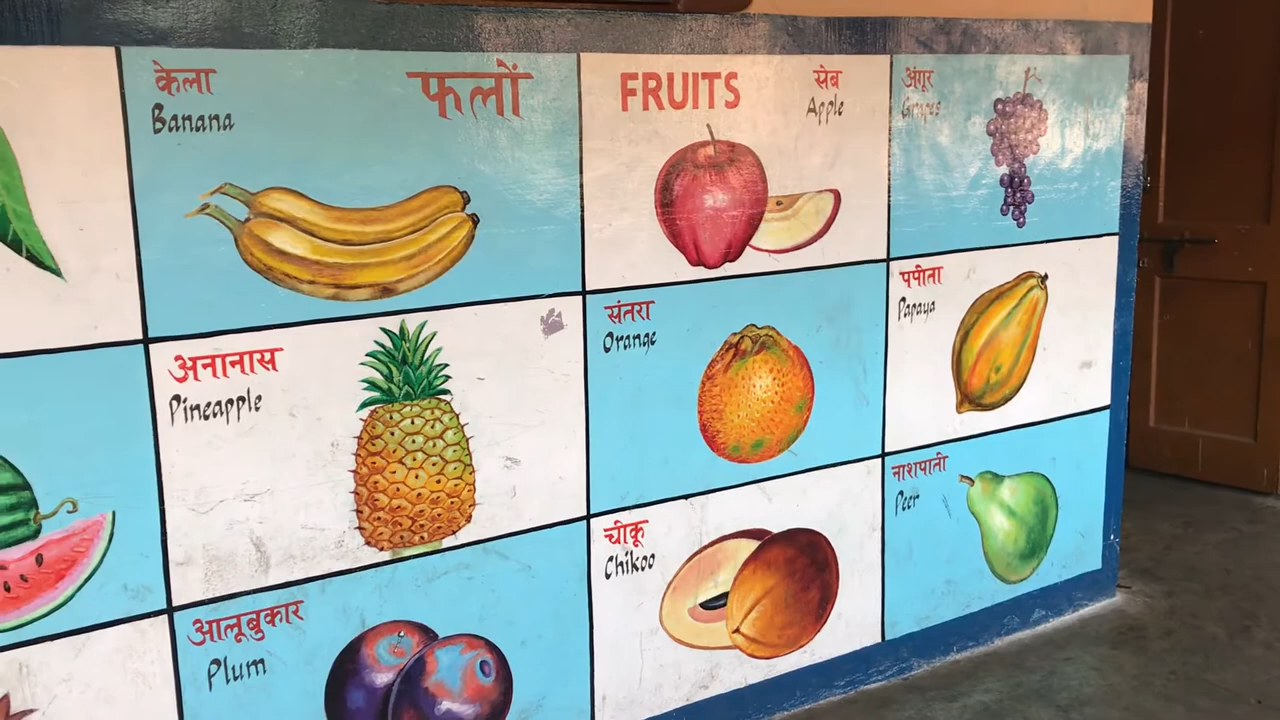 केला
Banana
फलों
FRUITS
सेब
Apple
अंगूर
Grapes
अनानास
Pineapple
संतरा
Orange
पपीता
Papaya
आलूबुकार
Plum
चीकू
Chikoo
नाशपाती
Peer